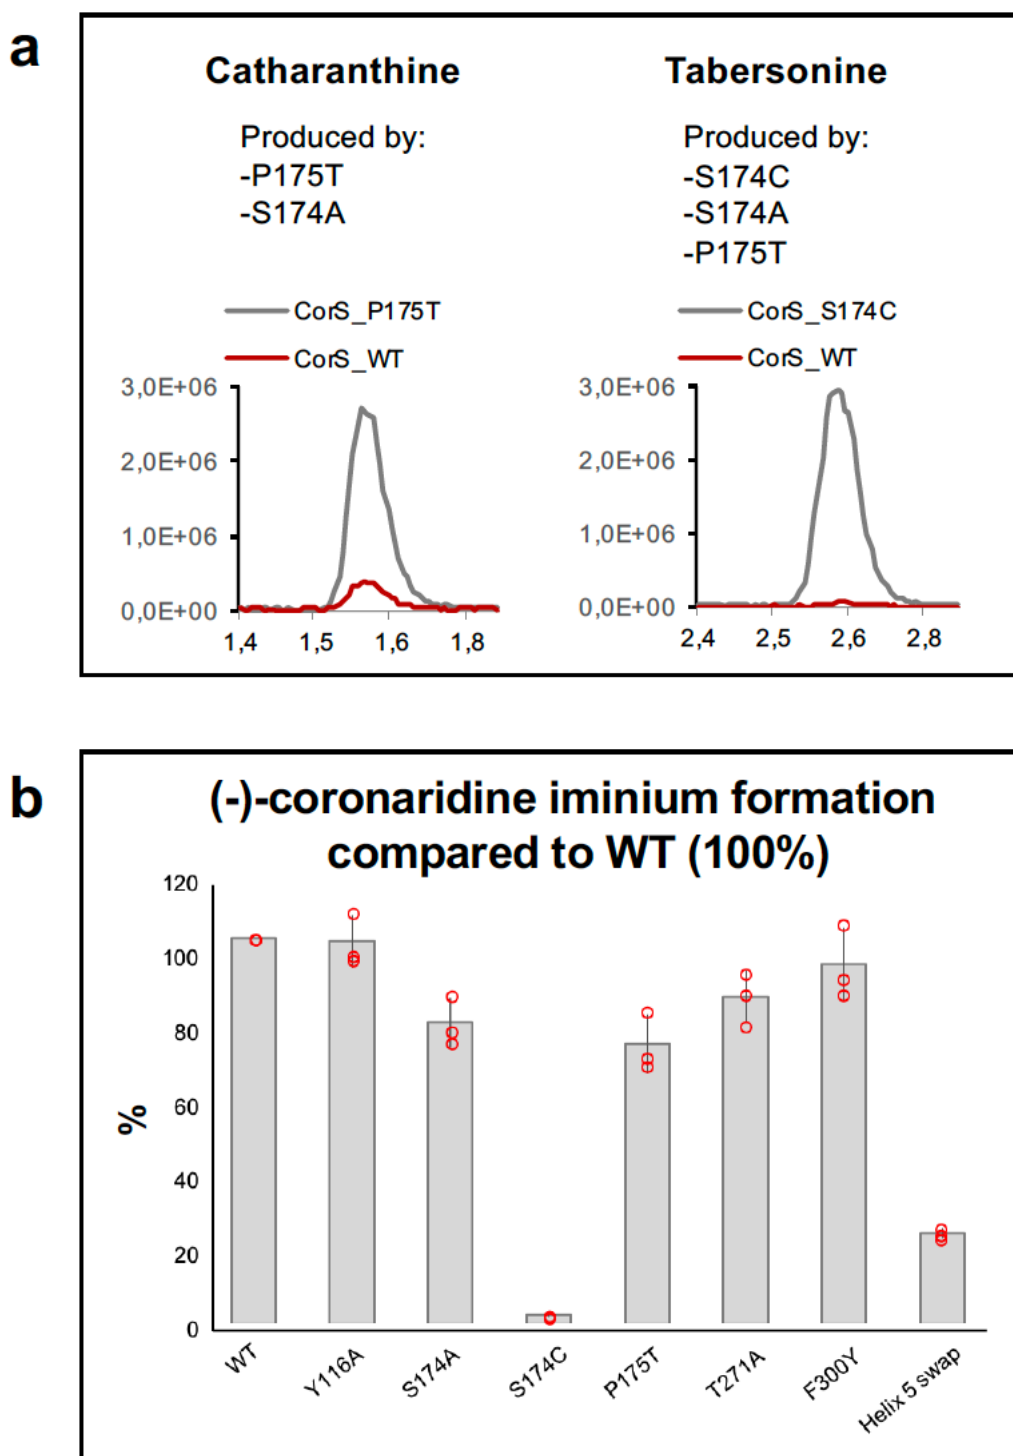 a
Catharanthine
Produced by:
-P175T
-S174A
CorS_P175T
CorS_WT
3,0E+06
2,0E+06
1,0E+06
0,0E+00
1,4 1,5 1,6 1,8
Tabersonine
Produced by:
-S174C
-S174A
-P175T
CorS_S174C
CorS_WT
3,0E+06
2,0E+06
1,0E+06
0,0E+00
2,4 2,5 2,6 2,8
b
(-)-coronaridine iminium formation
compared to WT (100%)
%
120
100
80
60
40
20
0
WT Y116A S174A S174C P175T T271A F300Y Helix 5 swap